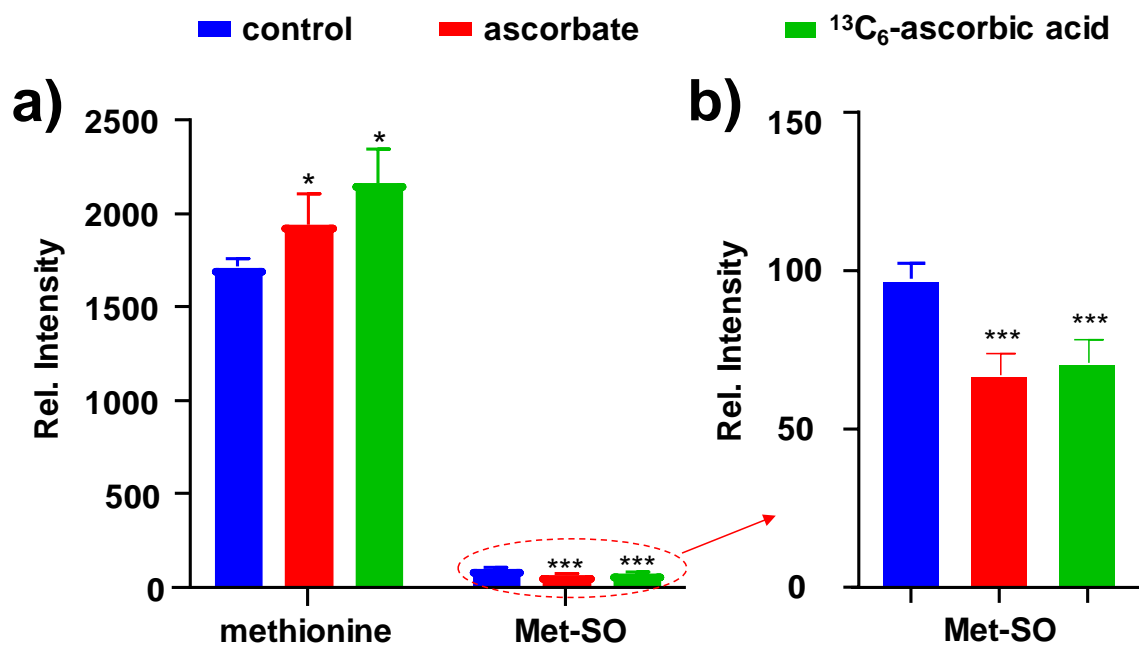 control ascorbate ¹³C₆-ascorbic acid
a) b)
2500
2000
1500
1000
500
0
Rel. Intensity
* *
*** ***
methionine Met-SO
150
100
50
0
Rel. Intensity
*** ***
Met-SO